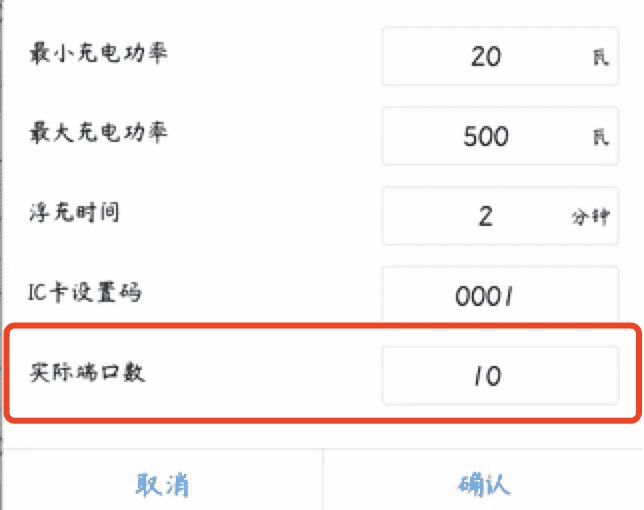 最小充电功率 20 瓦
最大充电功率 500 瓦
浮充时间 2 分钟
IC卡设置码 0001
实际端口数 10
取消 确认